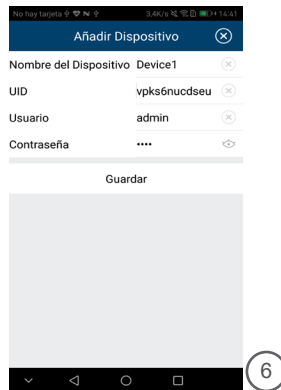 No hay tarjeta 3,4K/s 14:41
Añadir Dispositivo
Nombre del Dispositivo Device1
UID vpks6nucdseu
Usuario admin
Contraseña ••••
Guardar
6